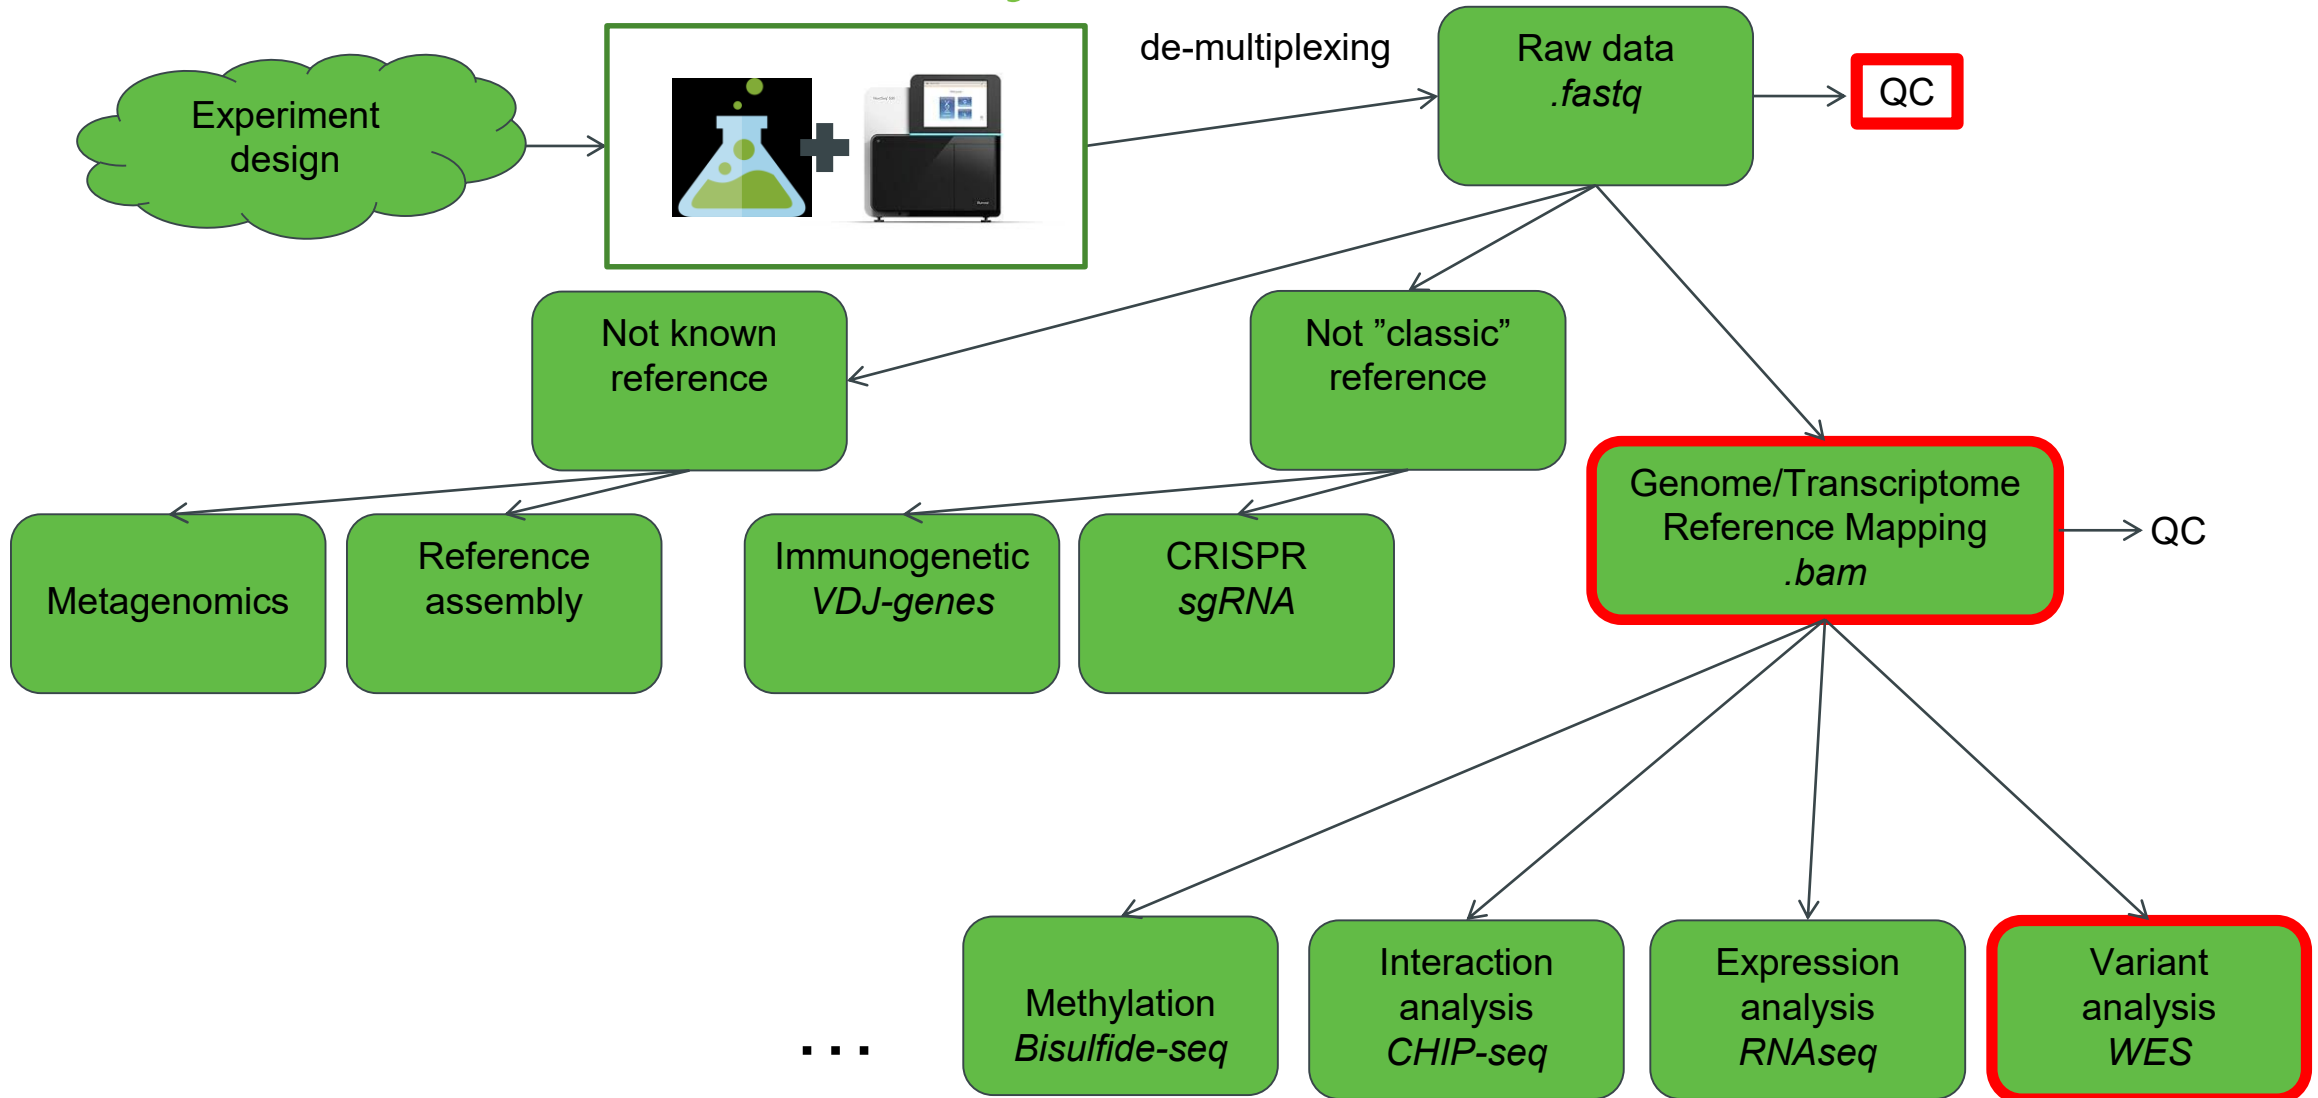 Experiment
design
de-multiplexing
Raw data
.fastq
QC
Not known
reference
Not ”classic”
reference
Genome/Transcriptome
Reference Mapping
.bam
QC
Metagenomics
Reference
assembly
Immunogenetic
VDJ-genes
CRISPR
sgRNA
...
Methylation
Bisulfide-seq
Interaction
analysis
CHIP-seq
Expression
analysis
RNAseq
Variant
analysis
WES